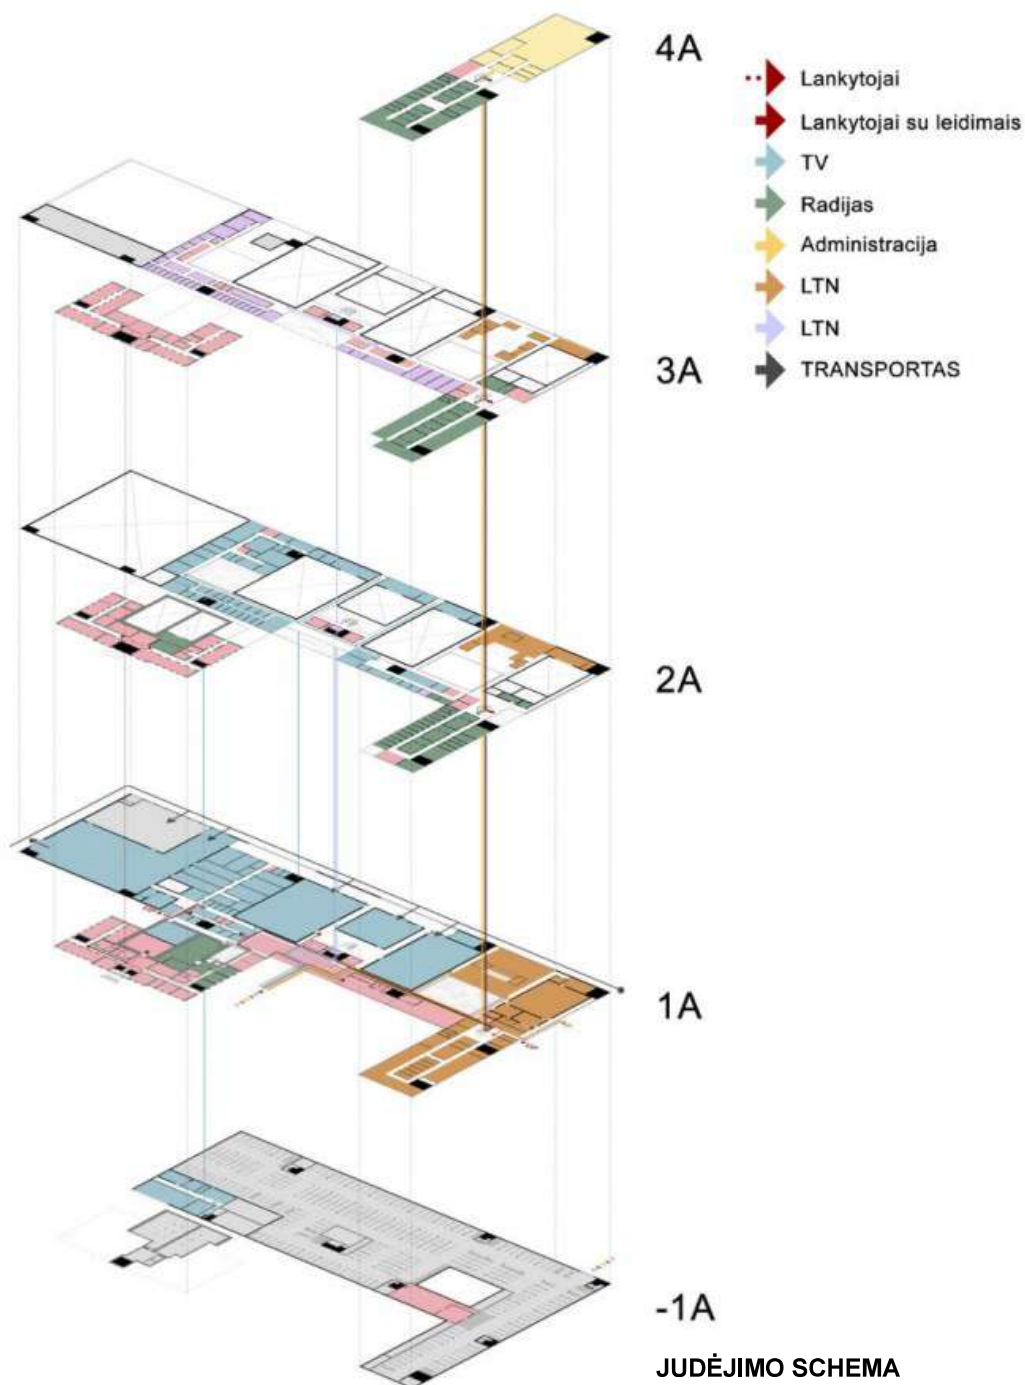 4A
Lankytojai
Lankytojai su leidimais
TV
Radijas
Administracija
LTN
LTN
TRANSPORTAS
3A
2A
1A
-1A
JUDĖJIMO SCHEMA